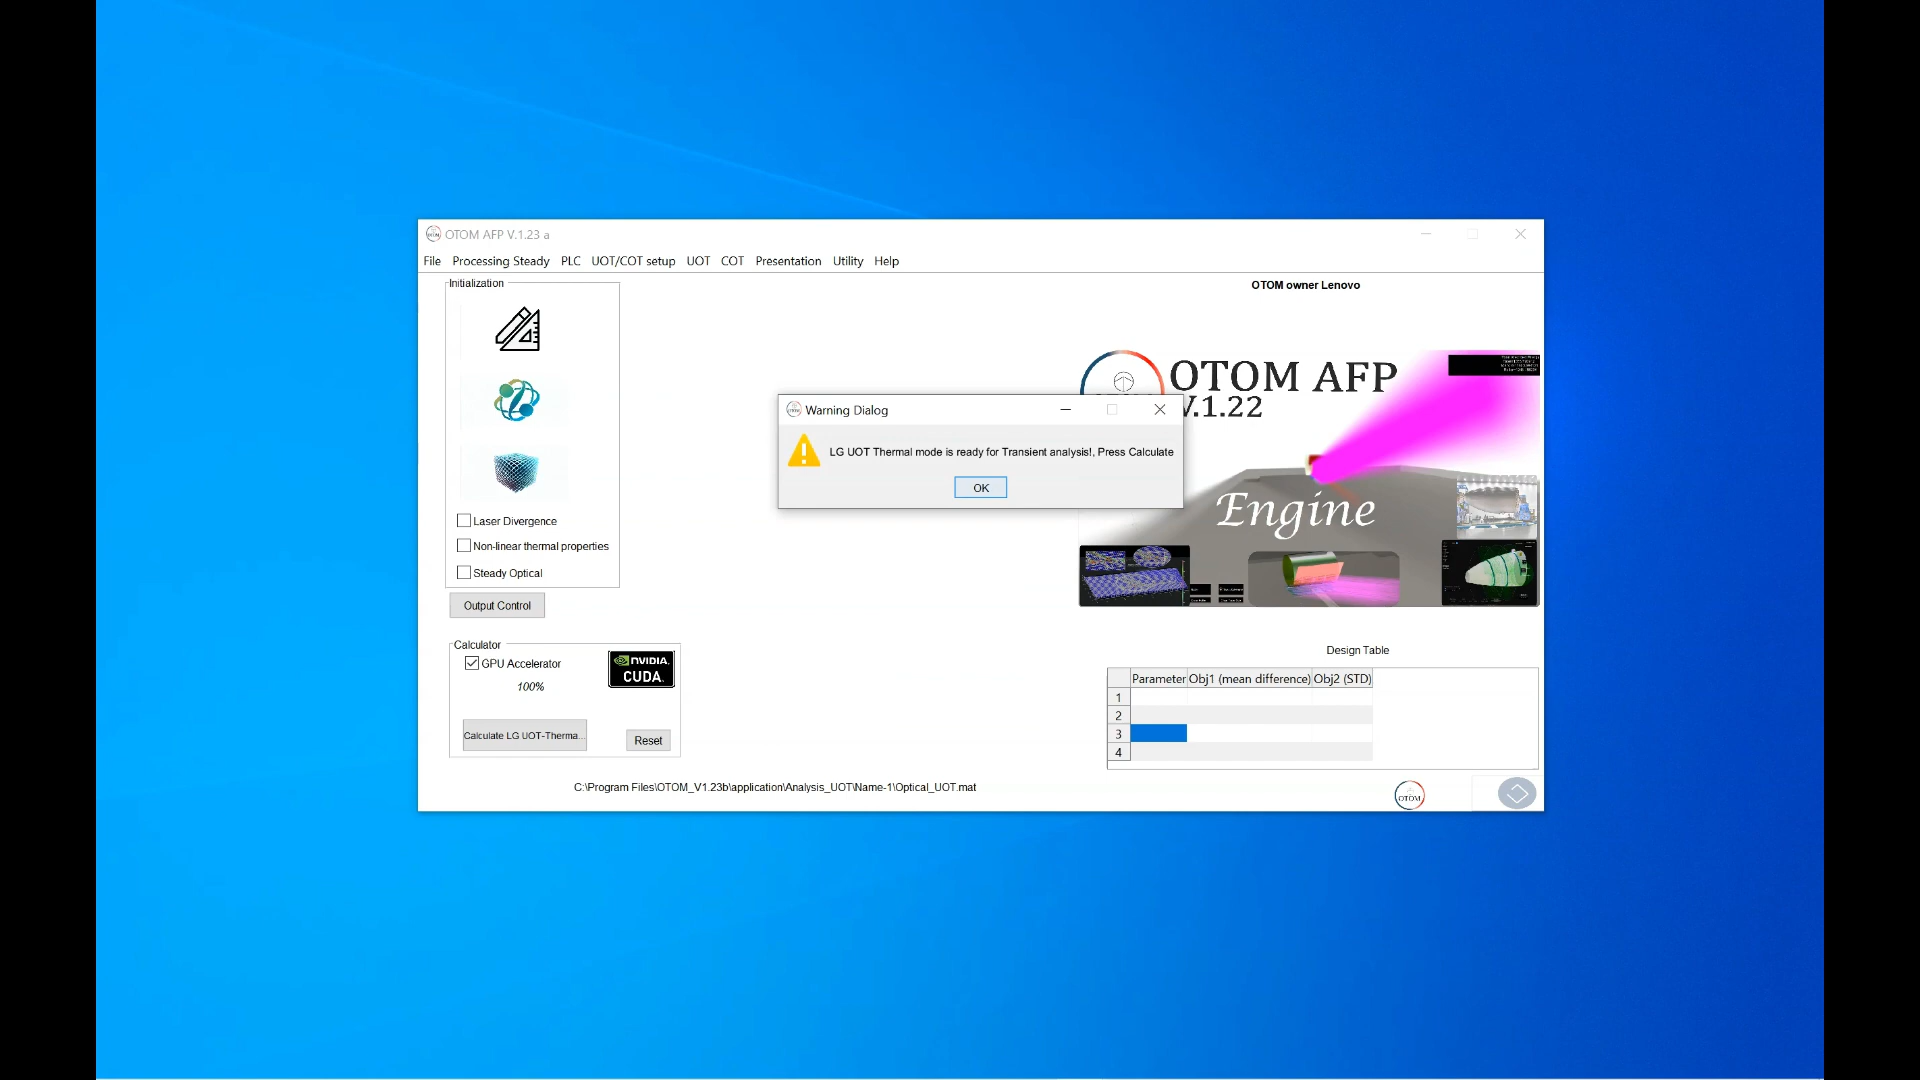 OTOM AFP V.1.23 a
File Processing Steady PLC UOT/COT setup UOT COT Presentation Utility Help
Initialization
OTOM owner Lenovo
OTOM AFP
V.1.22
Warning Dialog
LG UOT Thermal mode is ready for Transient analysis!, Press Calculate
OK
Engine
Laser Divergence
Non-linear thermal properties
Steady Optical
Output Control
Calculator
GPU Accelerator
100%
NVIDIA.
CUDA.
Calculate LG UOT-Therma...
Reset
Design Table
Parameter Obj1 (mean difference) Obj2 (STD)
1
2
3
4
C:\Program Files\OTOM_V1.23b\application\Analysis_UOT\Name-1\Optical_UOT.mat
OTOM